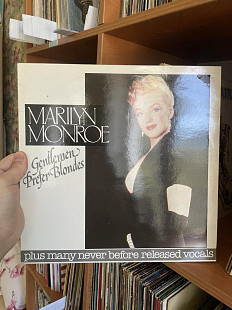 MARILYN
MONROE
Gentlemen
Prefer Blondes
plus many never before released vocals